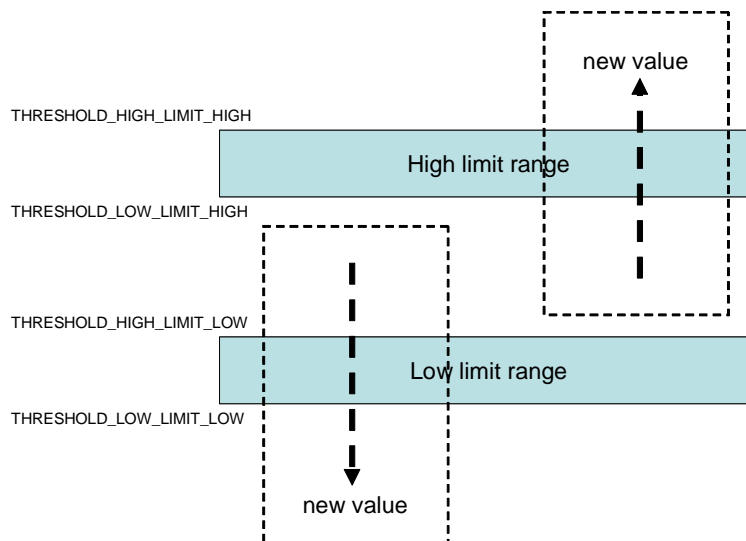 new value
THRESHOLD_HIGH_LIMIT_HIGH
High limit range
THRESHOLD_LOW_LIMIT_HIGH
THRESHOLD_HIGH_LIMIT_LOW
Low limit range
THRESHOLD_LOW_LIMIT_LOW
new value